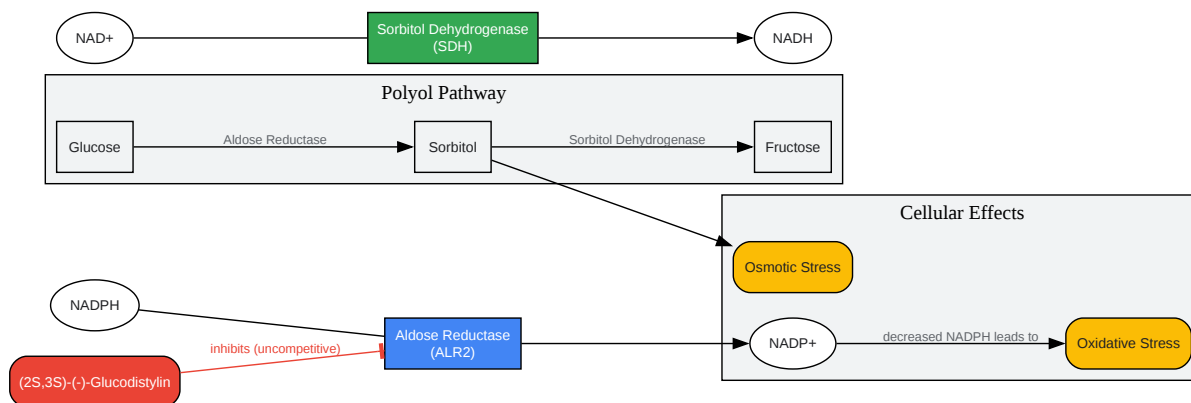 NAD+
Sorbitol Dehydrogenase
(SDH)
NADH
Polyol Pathway
Glucose
Aldose Reductase
Sorbitol
Sorbitol Dehydrogenase
Fructose
Cellular Effects
Osmotic Stress
NADPH
Aldose Reductase
(ALR2)
NADP+
decreased NADPH leads to
Oxidative Stress
inhibits (uncompetitive)
(2S,3S)-(-)-Glucodistylin